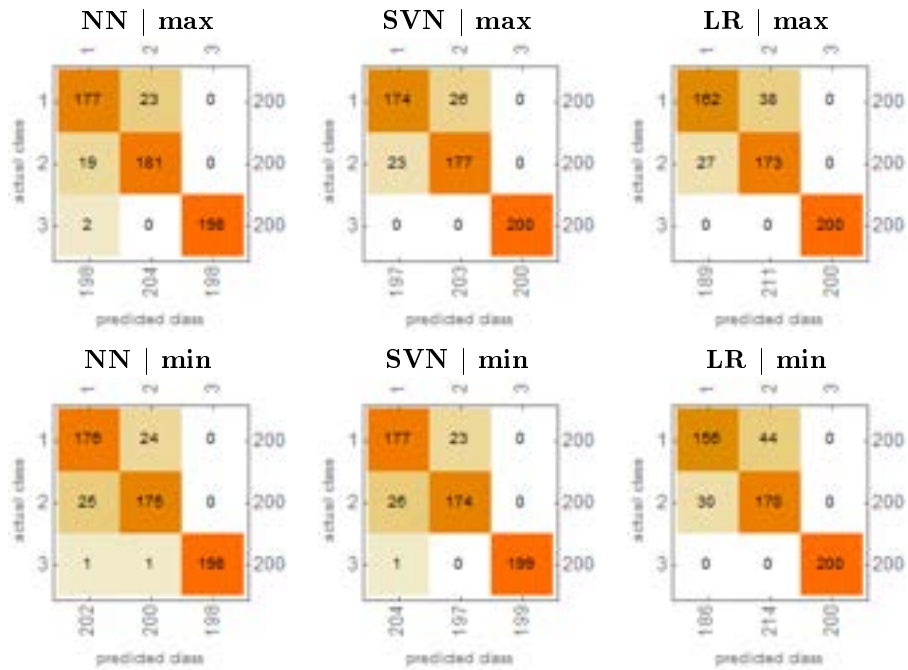 NN | max SVN | max LR | max
1 2 3 1 2 3 1 2 3
1 177 23 0 200 1 174 26 0 200 1 162 38 0 200
actual class actual class actual class
2 19 181 0 200 2 23 177 0 200 2 27 173 0 200
3 2 0 198 200 3 0 0 200 200 3 0 0 200 200
198 204 198 197 203 200 189 211 200
predicted class predicted class predicted class
NN | min SVN | min LR | min
1 2 3 1 2 3 1 2 3
1 176 24 0 200 1 177 23 0 200 1 156 44 0 200
actual class actual class actual class
2 25 175 0 200 2 26 174 0 200 2 30 170 0 200
3 1 1 198 200 3 1 0 199 200 3 0 0 200 200
202 200 198 204 197 199 186 214 200
predicted class predicted class predicted class